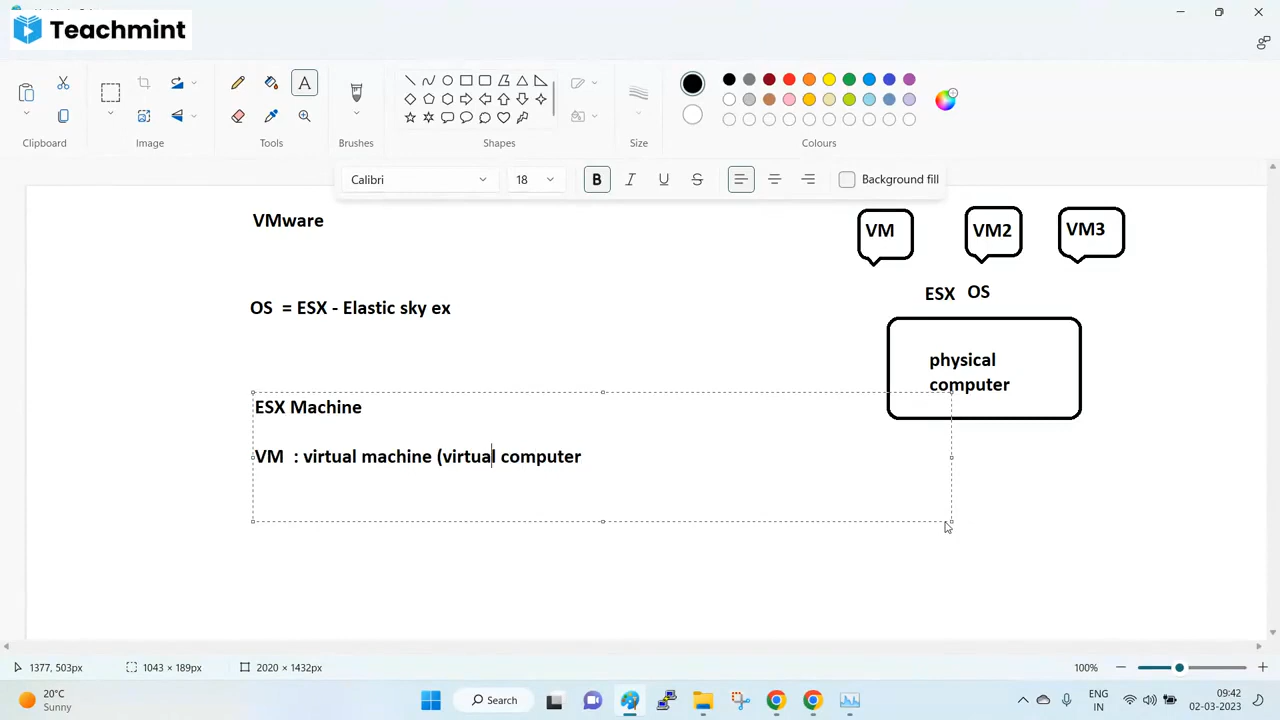 Teachmint
Clipboard
Image
Tools
Brushes
Shapes
Size
Colours
Calibri
18
B
I
U
S
Background fill
VMware
VM
VM2
VM3
OS = ESX - Elastic sky ex
ESX OS
physical
computer
ESX Machine
VM : virtual machine (virtual computer
1377, 503px
1043 × 189px
2020 × 1432px
100%
20°C
Sunny
Search
ENG
IN
09:42
02-03-2023